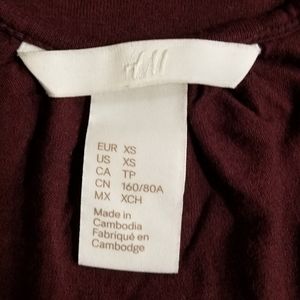 H&M
EUR XS
US XS
CA TP
CN 160/80A
MX XCH
Made in
Cambodia
Fabriqué en
Cambodge